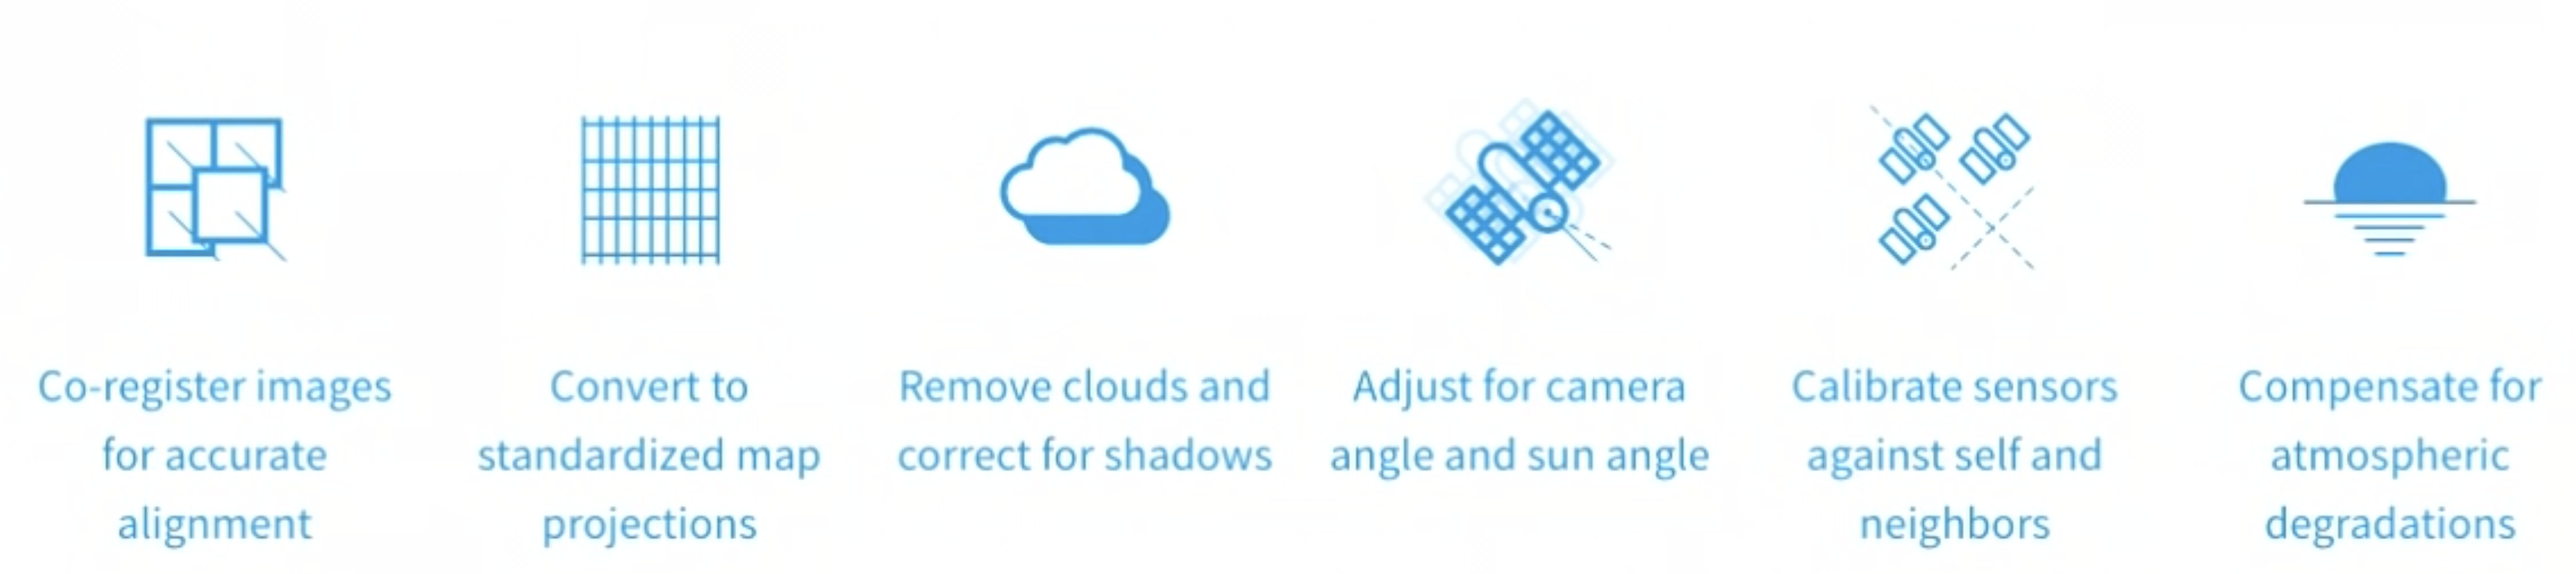 Co-register images
for accurate
alignment
Convert to
standardized map
projections
Remove clouds and
correct for shadows
Adjust for camera
angle and sun angle
Calibrate sensors
against self and
neighbors
Compensate for
atmospheric
degradations